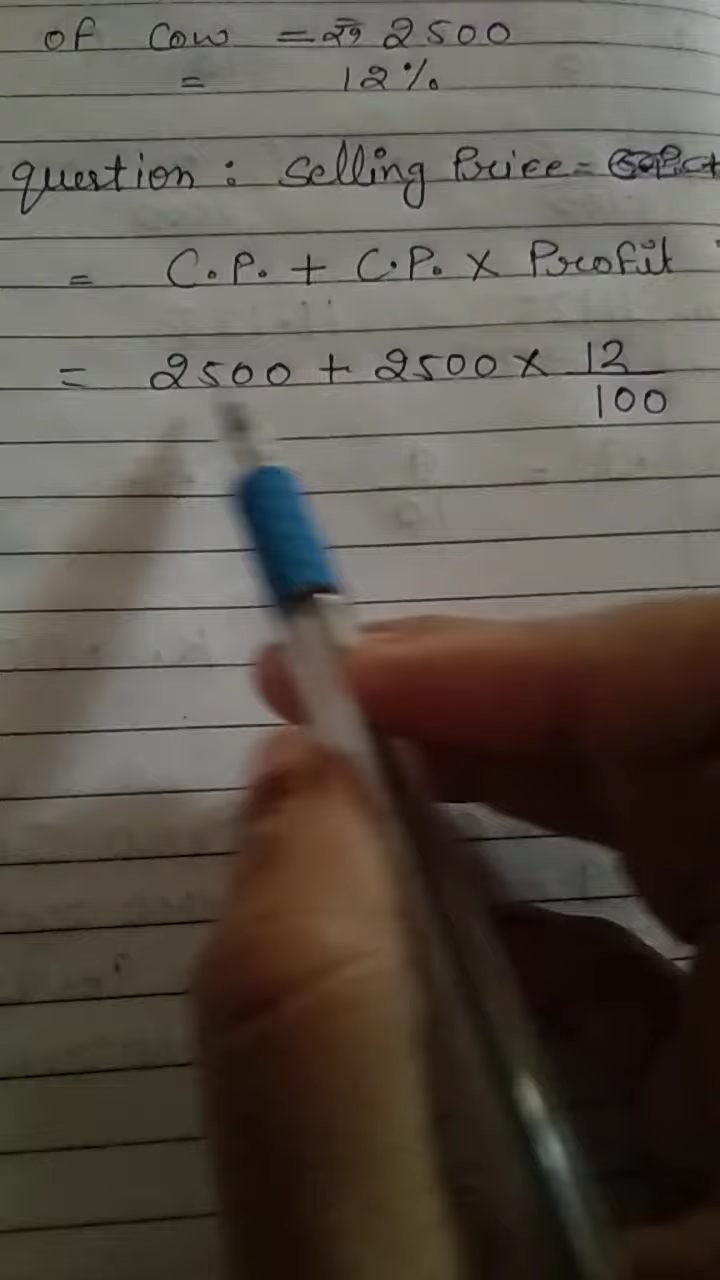 of cow = रु 2500
= 12%
question : Selling Price =
= C.P. + C.P. × Profit
= 2500 + 2500 × 12
100